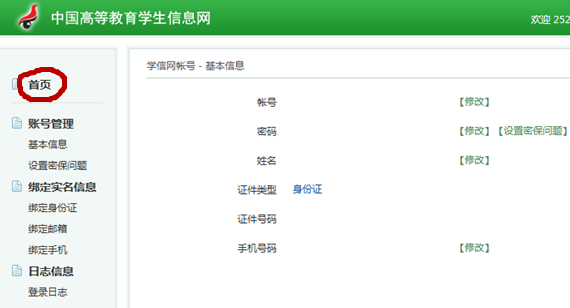 中国高等教育学生信息网
欢迎 252
首页
账号管理
基本信息
设置密保问题
绑定实名信息
绑定身份证
绑定邮箱
绑定手机
日志信息
登录日志
学信网帐号 - 基本信息
帐号 【修改】
密码 【修改】【设置密保问题】
姓名 【修改】
证件类型 身份证
证件号码
手机号码 【修改】